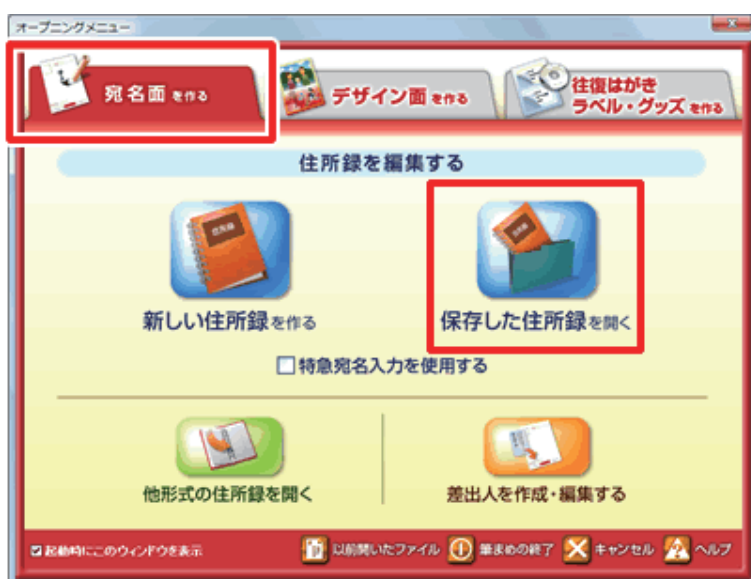 オープニングメニュー
宛名面を作る
デザイン面を作る
往復はがき
ラベル・グッズを作る
住所録を編集する
住所録
住所録
新しい住所録を作る
保存した住所録を開く
特急宛名入力を使用する
他形式の住所録を開く
差出人を作成・編集する
起動時にこのウィンドウを表示
以前開いたファイル
筆まめの終了
キャンセル
ヘルプ